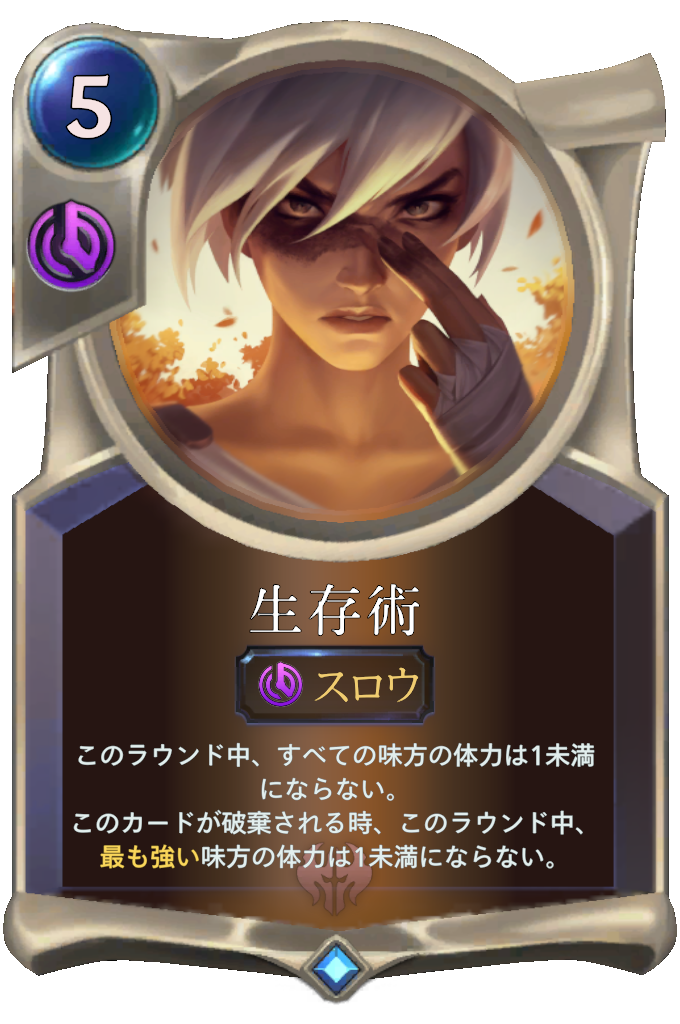 5
生存術
スロウ
このラウンド中、すべての味方の体力は1未満
にならない。
このカードが破棄される時、このラウンド中、
最も強い味方の体力は1未満にならない。